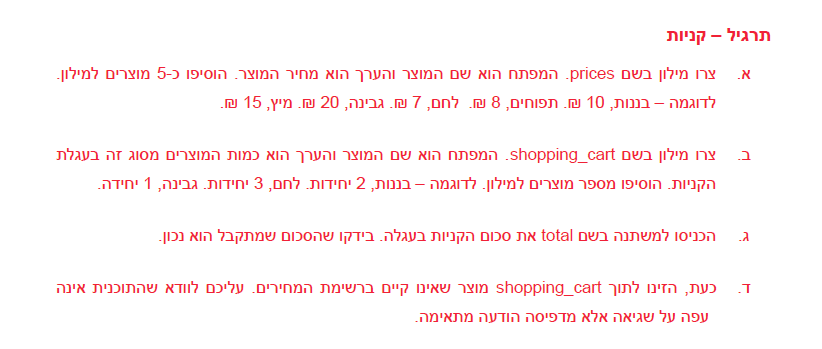 תרגיל – קניות
א. צרו מילון בשם prices. המפתח הוא שם המוצר והערך הוא מחיר המוצר. הוסיפו כ-5 מוצרים למילון.
לדוגמה – בננות, 10 ₪. תפוחים, 8 ₪. לחם, 7 ₪. גבינה, 20 ₪. מיץ, 15 ₪.
ב. צרו מילון בשם shopping_cart. המפתח הוא שם המוצר והערך הוא כמות המוצרים מסוג זה בעגלת
הקניות. הוסיפו מספר מוצרים למילון. לדוגמה – בננות, 2 יחידות. לחם, 3 יחידות. גבינה, 1 יחידה.
ג. הכניסו למשתנה בשם total את סכום הקניות בעגלה. בידקו שהסכום שמתקבל הוא נכון.
ד. כעת, הזינו לתוך shopping_cart מוצר שאינו קיים ברשימת המחירים. עליכם לוודא שהתוכנית אינה
עפה על שגיאה אלא מדפיסה הודעה מתאימה.